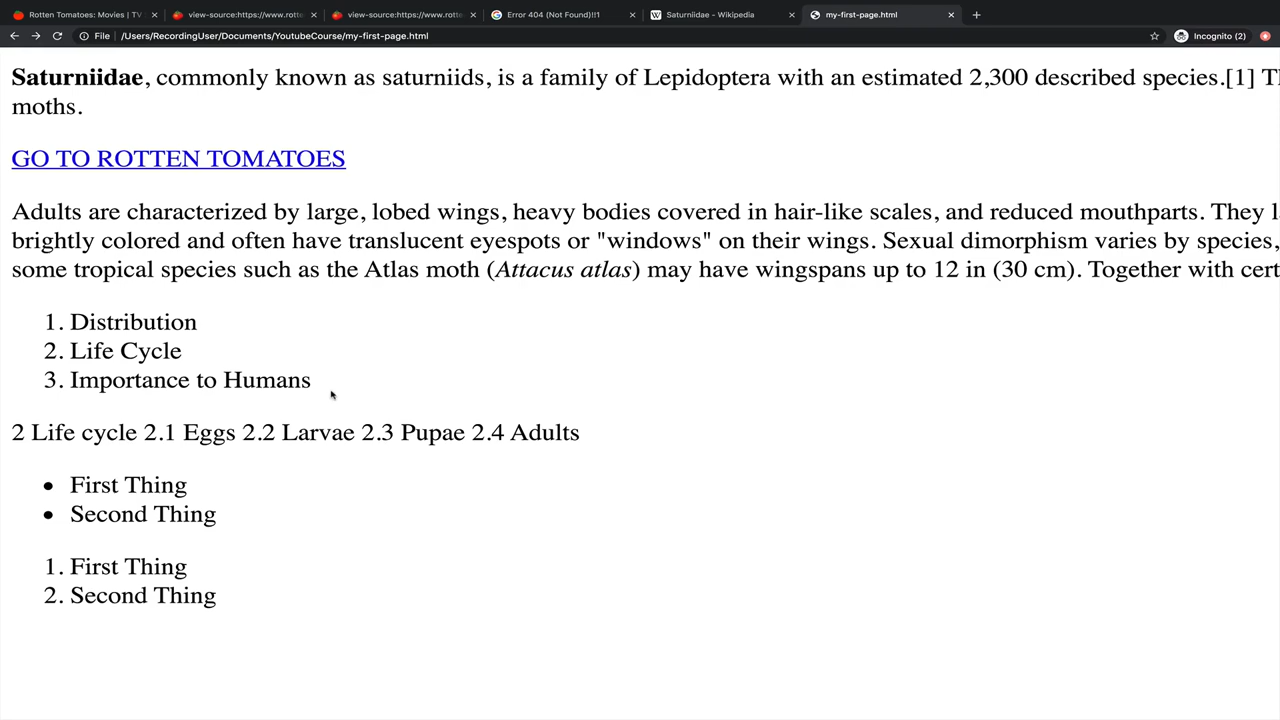 Rotten Tomatoes: Movies | TV
view-source:https://www.rotte
view-source:https://www.rotte
Error 404 (Not Found)!!1
Saturniidae - Wikipedia
my-first-page.html
File
/Users/RecordingUser/Documents/YoutubeCourse/my-first-page.html
Incognito (2)
Saturniidae, commonly known as saturniids, is a family of Lepidoptera with an estimated 2,300 described species.[1] Th
moths.
GO TO ROTTEN TOMATOES
Adults are characterized by large, lobed wings, heavy bodies covered in hair-like scales, and reduced mouthparts. They la
brightly colored and often have translucent eyespots or "windows" on their wings. Sexual dimorphism varies by species,
some tropical species such as the Atlas moth (Attacus atlas) may have wingspans up to 12 in (30 cm). Together with cert
1. Distribution
2. Life Cycle
3. Importance to Humans
2 Life cycle 2.1 Eggs 2.2 Larvae 2.3 Pupae 2.4 Adults
• First Thing
• Second Thing
1. First Thing
2. Second Thing